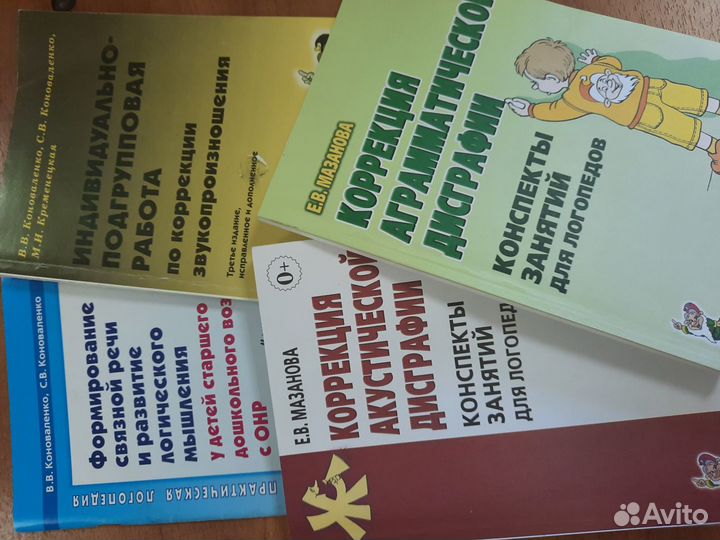 В.В. Коноваленко, С.В. Коноваленко,
М.И. Кременецкая
ИНДИВИДУАЛЬНО-
ПОДГРУППОВАЯ
РАБОТА
ПО КОРРЕКЦИИ
ЗВУКОПРОИЗНОШЕНИЯ
Третье издание,
исправленное и дополненное
Е.В. МАЗАНОВА
КОРРЕКЦИЯ
АГРАММАТИЧЕСКОЙ
ДИСГРАФИИ
КОНСПЕКТЫ
ЗАНЯТИЙ
ДЛЯ ЛОГОПЕДОВ
В.В. Коноваленко, С.В. Коноваленко
Формирование
связной речи
и развитие
логического
мышления
у детей старшего
дошкольного воз
с ОНР
ПРАКТИЧЕСКАЯ ЛОГОПЕДИЯ
0+
Е.В. МАЗАНОВА
КОРРЕКЦИЯ
АКУСТИЧЕСКОЙ
ДИСГРАФИИ
КОНСПЕКТЫ
ЗАНЯТИЙ
ДЛЯ ЛОГОПЕД
Avito